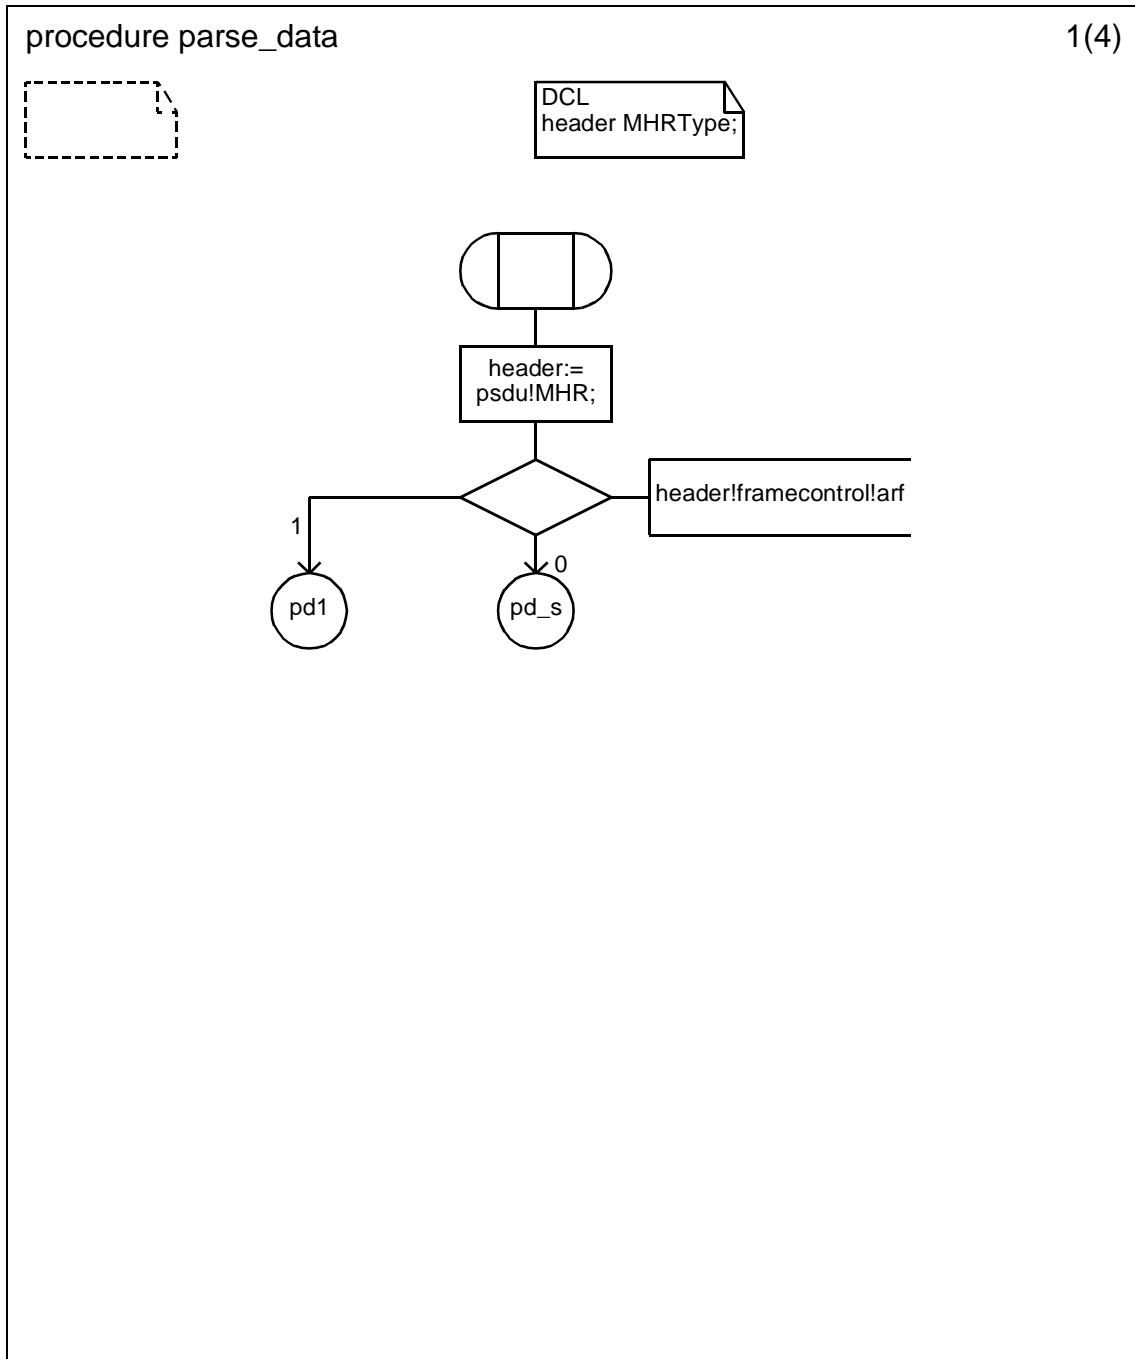 procedure parse_data
1(4)
DCL
header MHRType;
header:=
psdu!MHR;
header!framecontrol!arf
1
0
pd1
pd_s